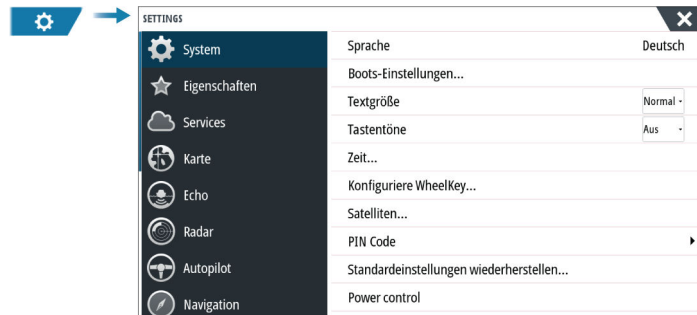 SETTINGS
System
Eigenschaften
Services
Karte
Echo
Radar
Autopilot
Navigation
Sprache Deutsch
Boots-Einstellungen...
Textgröße Normal
Tastentöne Aus
Zeit...
Konfiguriere WheelKey...
Satelliten...
PIN Code
Standardeinstellungen wiederherstellen...
Power control